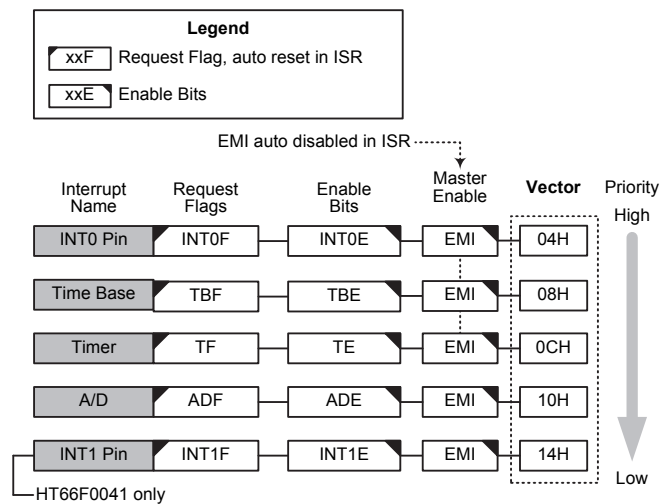 Legend
xxF Request Flag, auto reset in ISR
xxE Enable Bits
EMI auto disabled in ISR
Interrupt Name Request Flags Enable Bits Master Enable Vector Priority
High
INT0 Pin INT0F INT0E EMI 04H
Time Base TBF TBE EMI 08H
Timer TF TE EMI 0CH
A/D ADF ADE EMI 10H
INT1 Pin INT1F INT1E EMI 14H
Low
HT66F0041 only